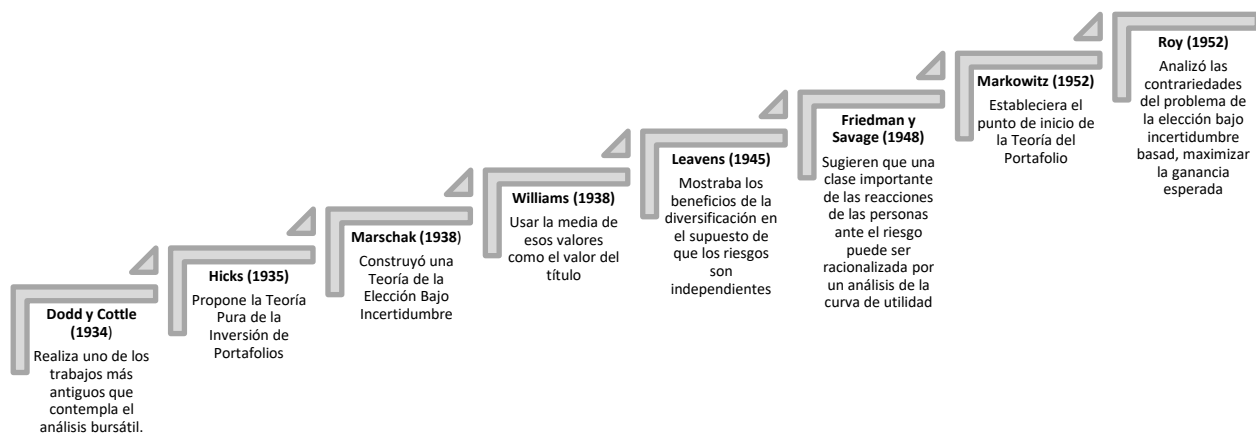 Dodd y Cottle
(1934)
Realiza uno de los
trabajos más
antiguos que
contempla el
análisis bursátil.
Hicks (1935)
Propone la Teoría
Pura de la
Inversión de
Portafolios
Marschak (1938)
Construyó una
Teoría de la
Elección Bajo
Incertidumbre
Williams (1938)
Usar la media de
esos valores
como el valor del
título
Leavens (1945)
Mostraba los
beneficios de la
diversificación en
el supuesto de
que los riesgos
son
independientes
Friedman y
Savage (1948)
Sugieren que una
clase importante
de las reacciones
de las personas
ante el riesgo
puede ser
racionalizada por
un análisis de la
curva de utilidad
Markowitz (1952)
Estableciera el
punto de inicio de
la Teoría del
Portafolio
Roy (1952)
Analizó las
contrariedades
del problema de
la elección bajo
incertidumbre
basad, maximizar
la ganancia
esperada